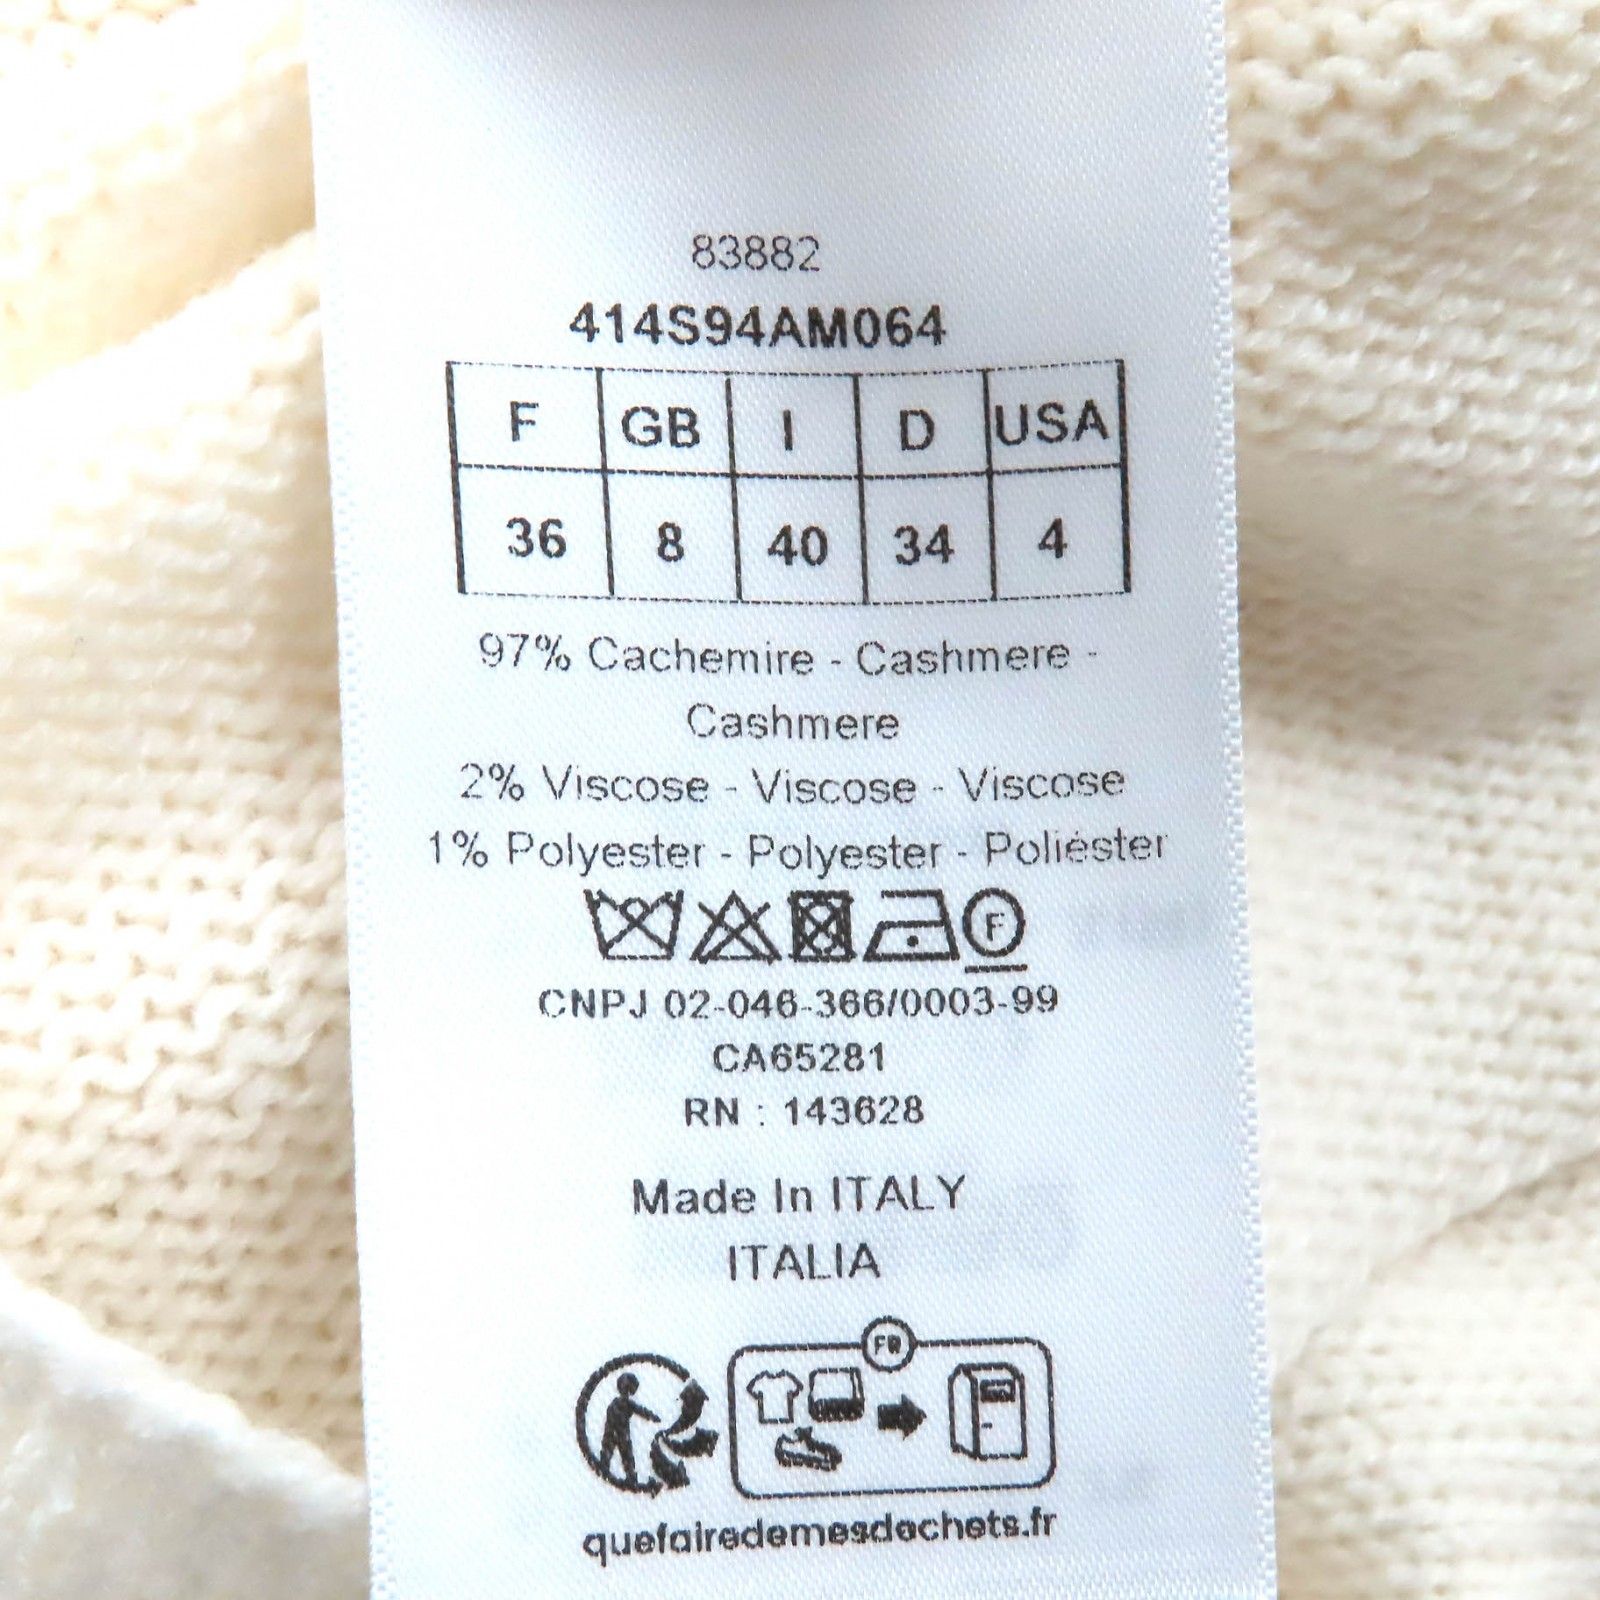 83882
414S94AM064
F GB I D USA
36 8 40 34 4
97% Cachemire - Cashmere -
Cashmere
2% Viscose - Viscose - Viscose
1% Polyester - Polyester - Poliéster
F
CNPJ 02-046-366/0003-99
CA65281
RN : 143628
Made In ITALY
ITALIA
FR
quefairedemesdechets.fr